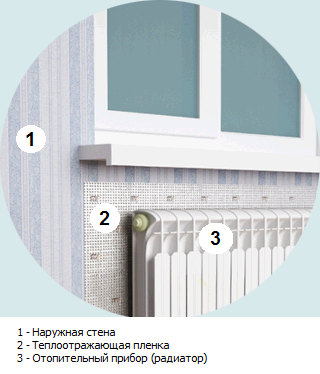 1
2
3
1 - Наружная стена
2 - Теплоотражающая пленка
3 - Отопительный прибор (радиатор)